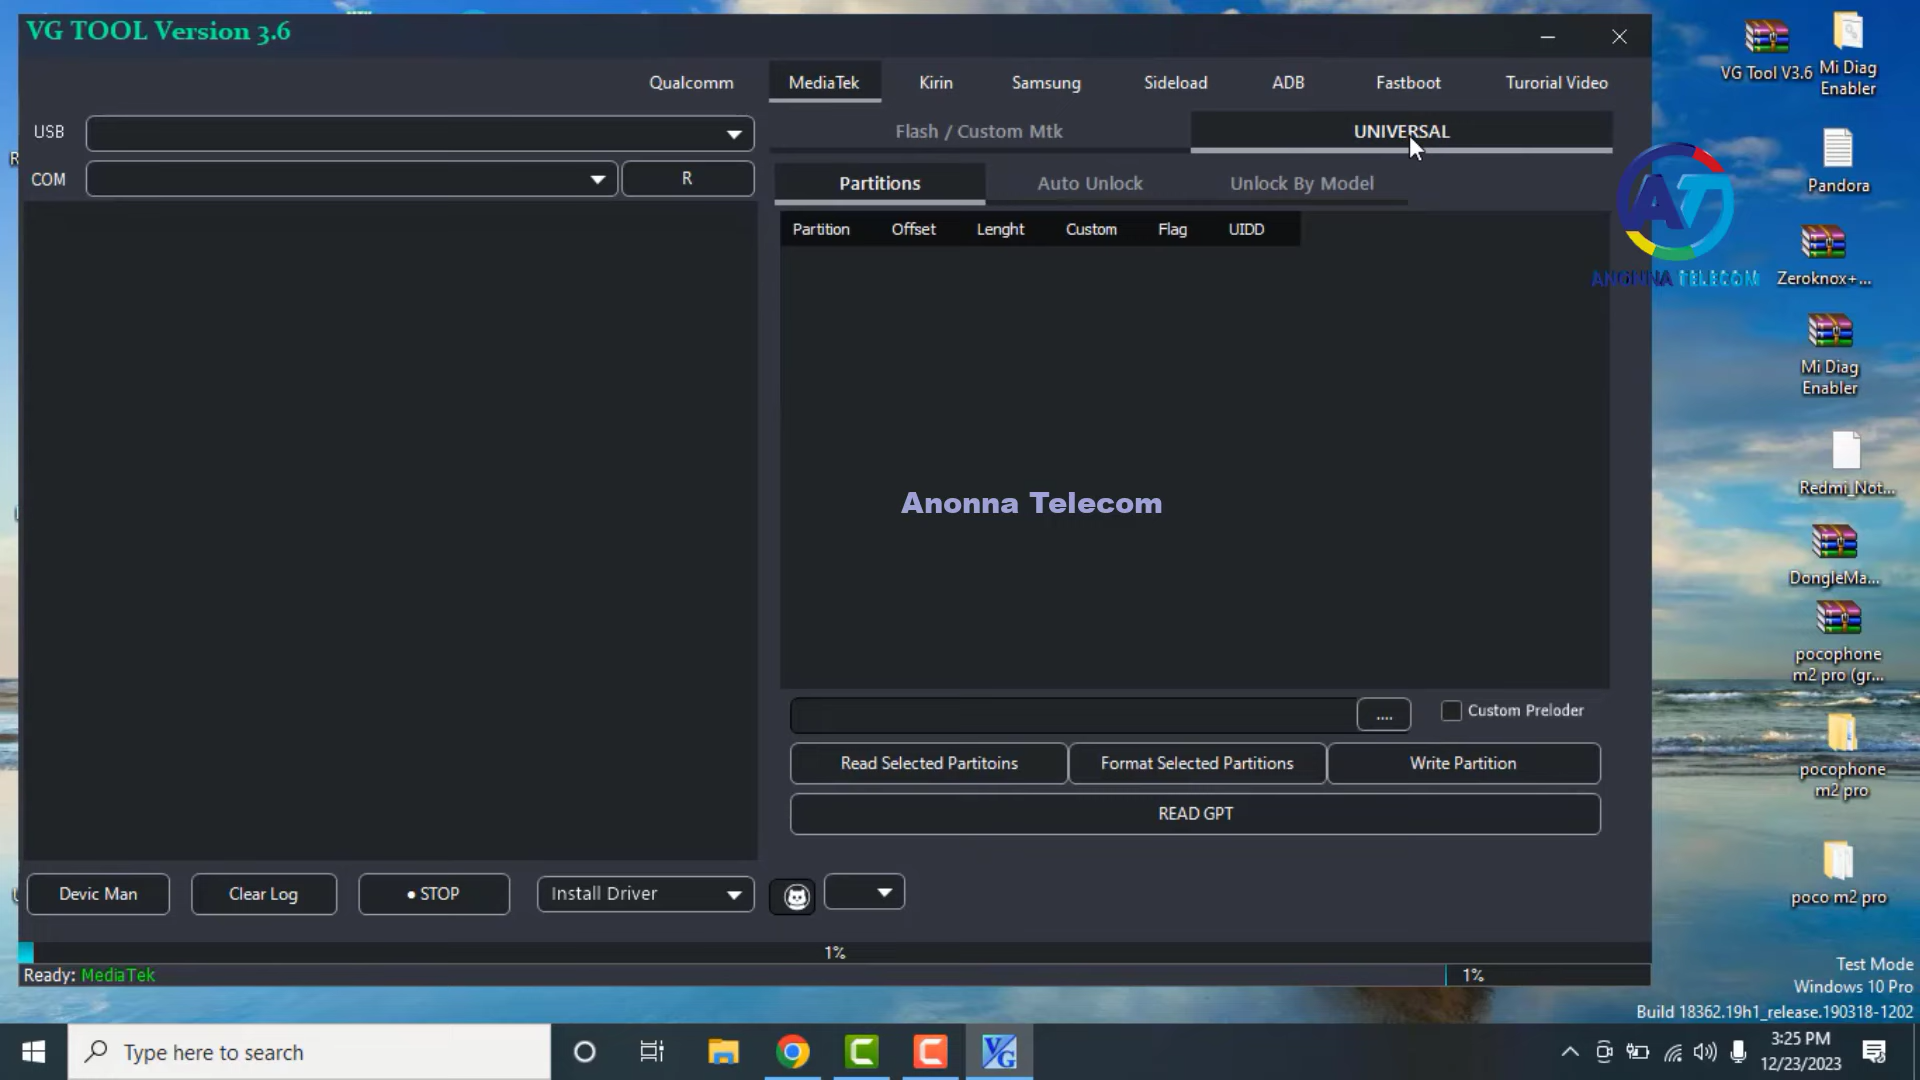 VG TOOL Version 3.6
Qualcomm
MediaTek
Kirin
Samsung
Sideload
ADB
Fastboot
Turorial Video
USB
Flash / Custom Mtk
UNIVERSAL
COM
R
Partitions
Auto Unlock
Unlock By Model
Partition
Offset
Lenght
Custom
Flag
UIDD
Anonna Telecom
....
Custom Preloder
Read Selected Partitoins
Format Selected Partitions
Write Partition
READ GPT
Devic Man
Clear Log
● STOP
Install Driver
1%
Ready: MediaTek
1%
VG Tool V3.6
Mi Diag
Enabler
Pandora
AT
ANONNA TELECOM
Zeroknox+...
Mi Diag
Enabler
Redmi_Not...
DongleMa...
pocophone
m2 pro (gr...
pocophone
m2 pro
poco m2 pro
Test Mode
Windows 10 Pro
Build 18362.19h1_release.190318-1202
Type here to search
VG
3:25 PM
12/23/2023